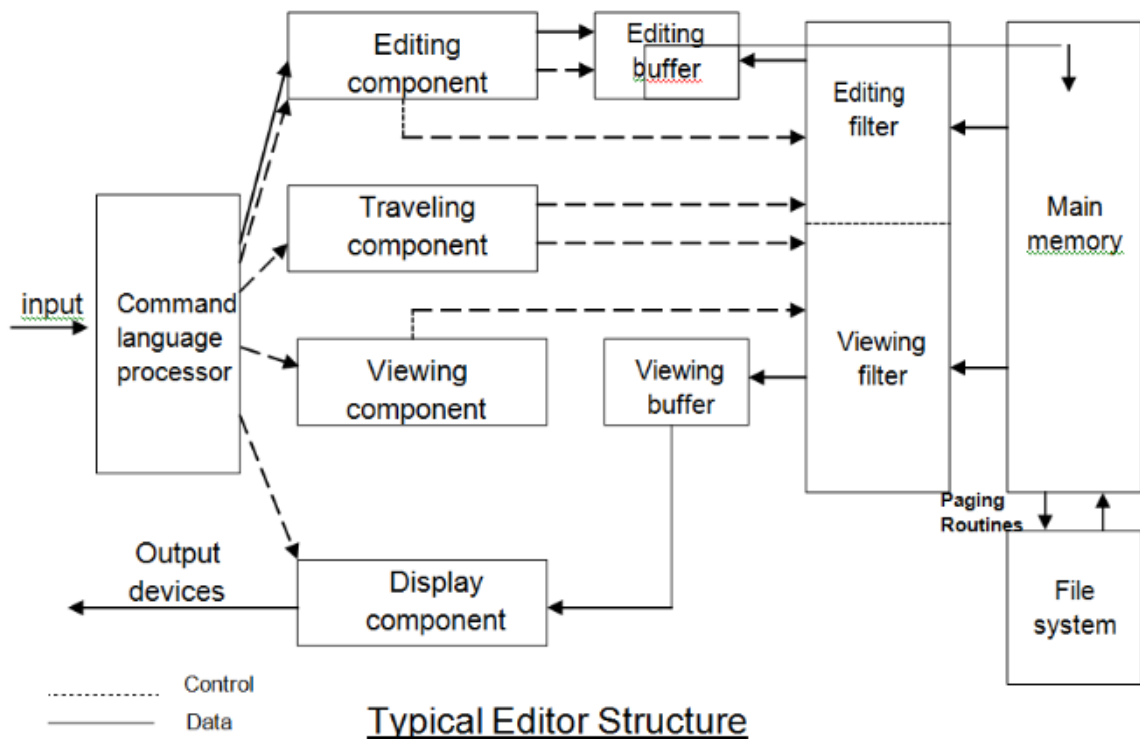 Editing
component
Editing
buffer
Editing
filter
Main
memory
Traveling
component
input
Command
language
processor
Viewing
component
Viewing
buffer
Viewing
filter
Paging
Routines
Output
devices
Display
component
File
system
Control
Data
Typical Editor Structure